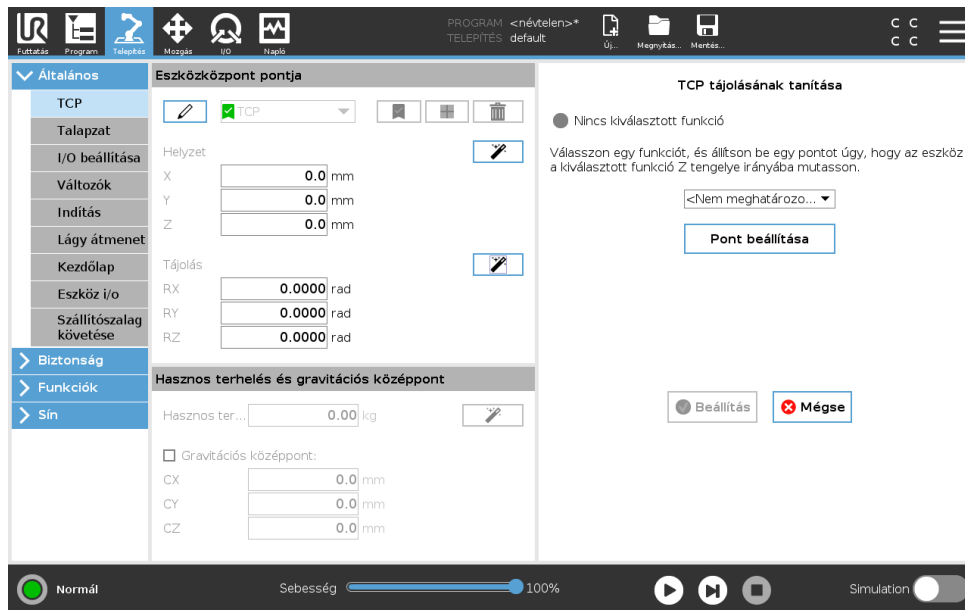 PROGRAM <névtelen>*
TELEPÍTÉS default
Futtatás Program Telepítés Mozgás I/O Napló Új... Megnyitás... Mentés...
C C
C C
Általános
TCP
Talapzat
I/O beállítása
Változók
Indítás
Lágy átmenet
Kezdőlap
Eszköz i/o
Szállítószalag
követése
Biztonság
Funkciók
Sín
Eszközközpont pontja
TCP
Helyzet
X 0.0 mm
Y 0.0 mm
Z 0.0 mm
Tájolás
RX 0.0000 rad
RY 0.0000 rad
RZ 0.0000 rad
Hasznos terhelés és gravitációs középpont
Hasznos ter... 0.00 kg
Gravitációs középpont:
CX 0.0 mm
CY 0.0 mm
CZ 0.0 mm
TCP tájolásának tanítása
Nincs kiválasztott funkció
Válasszon egy funkciót, és állítson be egy pontot úgy, hogy az eszköz
a kiválasztott funkció Z tengelye irányába mutasson.
<Nem meghatározo...
Pont beállítása
Beállítás Mégse
Normál Sebesség 100% Simulation